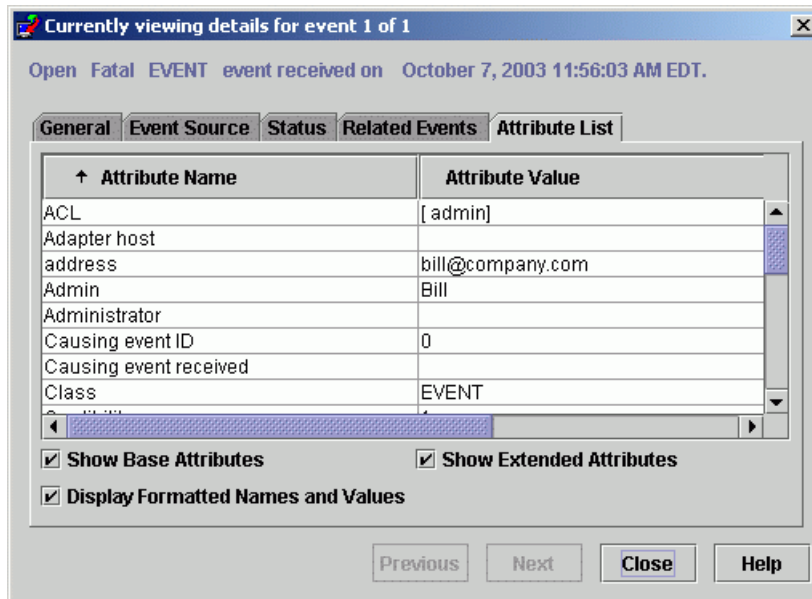 Currently viewing details for event 1 of 1
Open Fatal EVENT event received on October 7, 2003 11:56:03 AM EDT.
General Event Source Status Related Events Attribute List
Attribute Name Attribute Value
ACL [ admin]
Adapter host
address bill@company.com
Admin Bill
Administrator
Causing event ID 0
Causing event received
Class EVENT
Show Base Attributes Show Extended Attributes
Display Formatted Names and Values
Previous Next Close Help